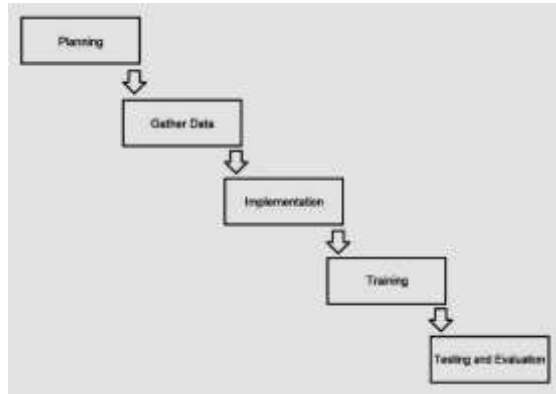 Planning
Gather Data
Implementation
Training
Testing and Evaluation